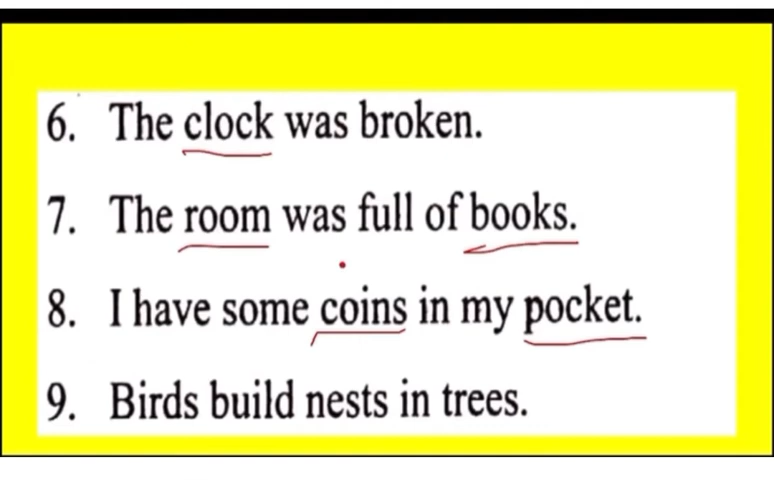 6. The clock was broken.
7. The room was full of books.
8. I have some coins in my pocket.
9. Birds build nests in trees.